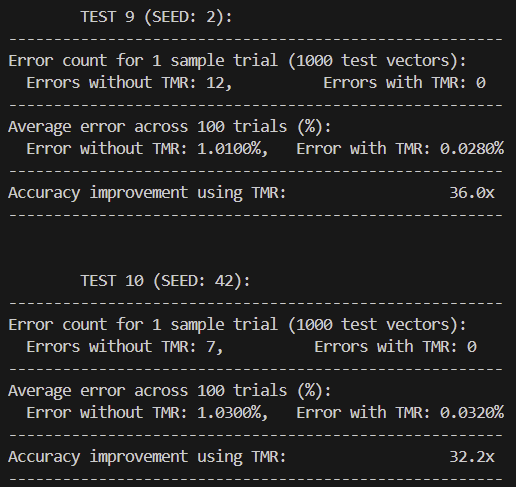 TEST 9 (SEED: 2):
-------------------------------------------------------
Error count for 1 sample trial (1000 test vectors):
Errors without TMR: 12,          Errors with TMR: 0
-------------------------------------------------------
Average error across 100 trials (%):
Error without TMR: 1.0100%,   Error with TMR: 0.0280%
-------------------------------------------------------
Accuracy improvement using TMR:                  36.0x
-------------------------------------------------------
TEST 10 (SEED: 42):
-------------------------------------------------------
Error count for 1 sample trial (1000 test vectors):
Errors without TMR: 7,          Errors with TMR: 0
-------------------------------------------------------
Average error across 100 trials (%):
Error without TMR: 1.0300%,   Error with TMR: 0.0320%
-------------------------------------------------------
Accuracy improvement using TMR:                  32.2x
-------------------------------------------------------